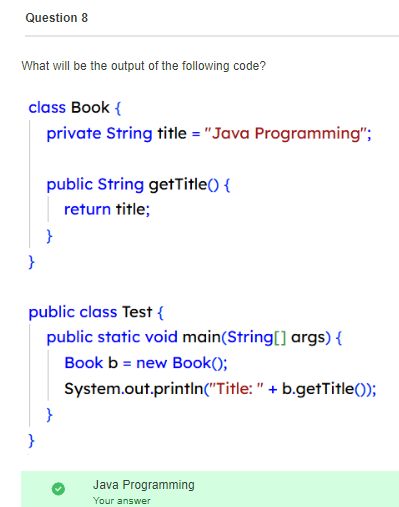 Question 8
What will be the output of the following code?
class Book {
private String title = "Java Programming";
public String getTitle() {
return title;
}
}
public class Test {
public static void main(String[] args) {
Book b = new Book();
System.out.println("Title: " + b.getTitle());
}
}
Java Programming
Your answer